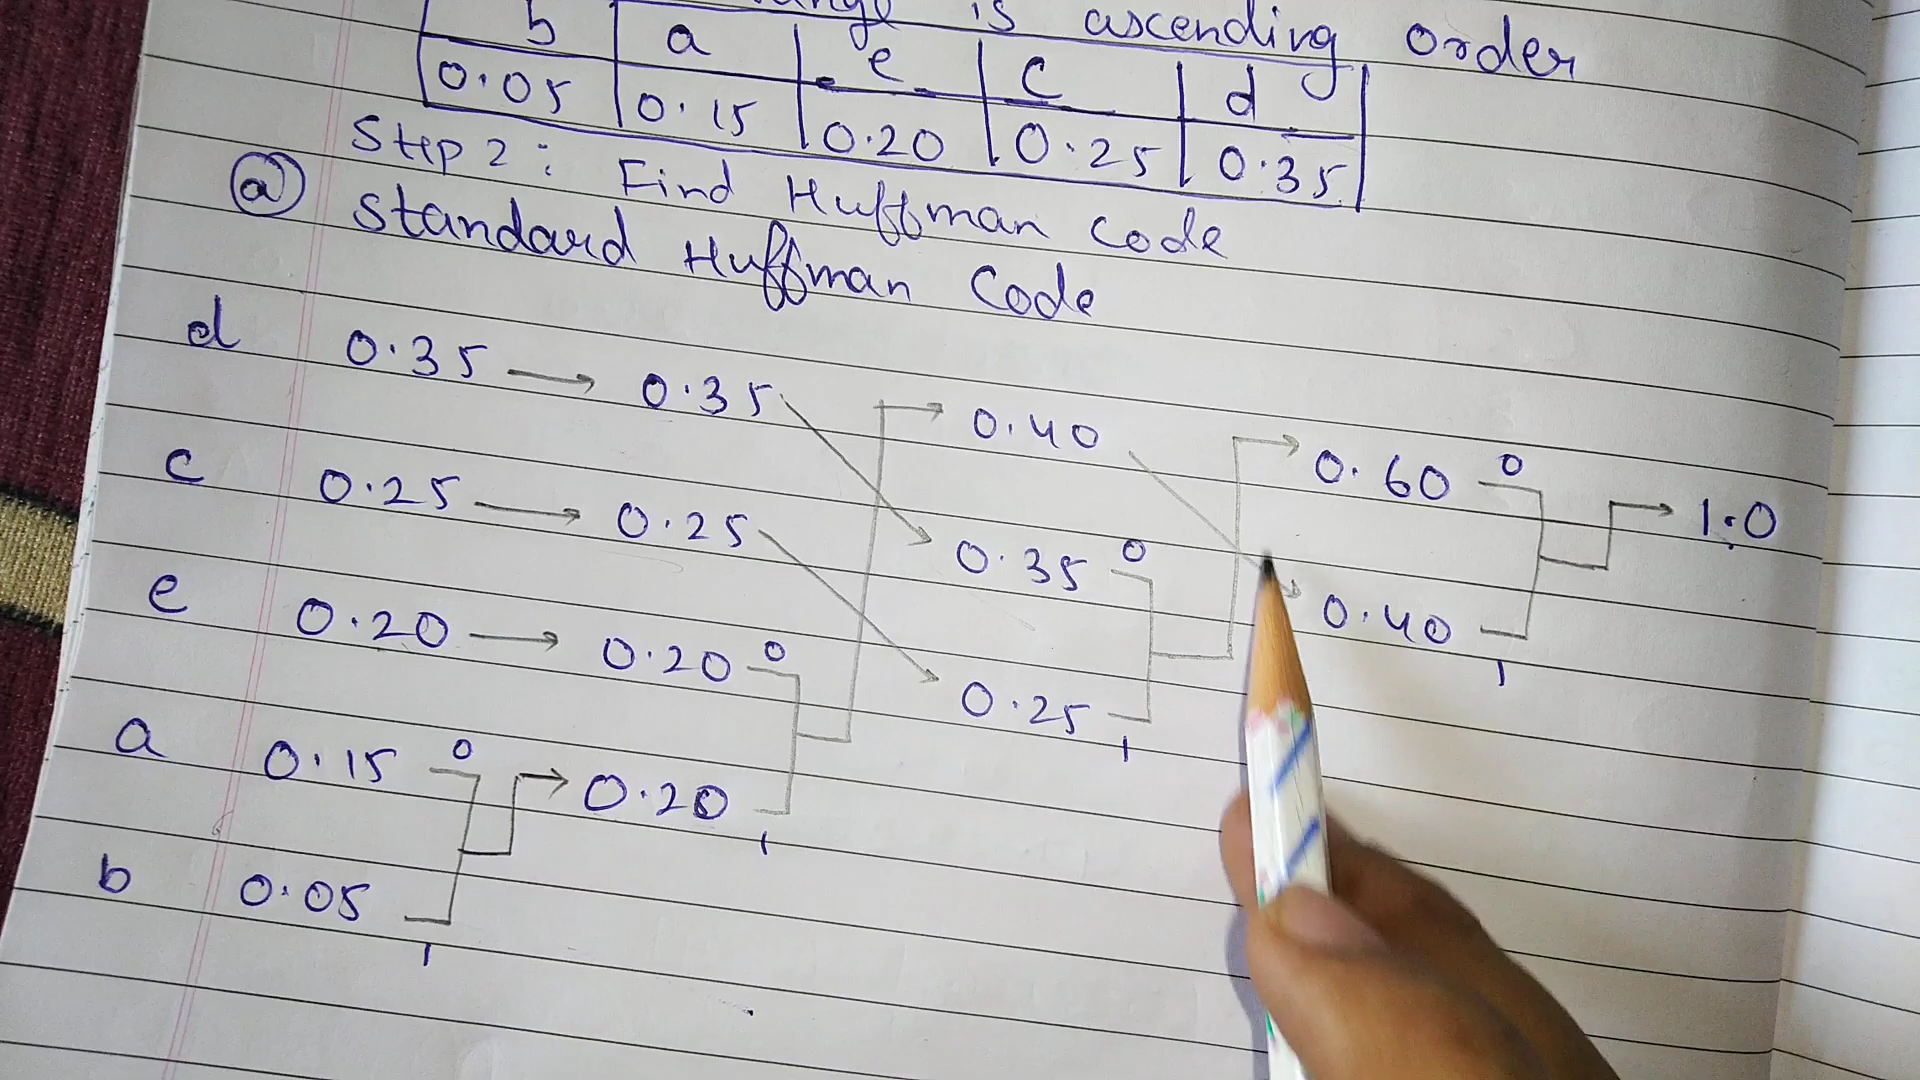 is ascending order
b a e c d
0.05 0.15 0.20 0.25 0.35
Step 2: Find Huffman code
(a) Standard Huffman Code
d 0.35 → 0.35 0.40 0.60 0 1.0
c 0.25 → 0.25 0.35 0 0.40 1
e 0.20 → 0.20 0 0.25 1
a 0.15 0 → 0.20 1
b 0.05 1